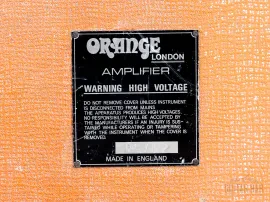 ORANGE
LONDON
AMPLIFIER
WARNING HIGH VOLTAGE
DO NOT REMOVE COVER UNLESS INSTRUMENT
IS DISCONNECTED FROM MAINS.
THE APPARATUS PRODUCES HIGH VOLTAGES.
NO RESPONSIBILITY WILL BE ACCEPTED BY
THE MANUFACTURERS IF AN INJURY IS SUS-
TAINED WHILE OPERATING OR TAMPERING
WITH THE INSTRUMENT WHEN THE COVER IS
REMOVED.
MADE IN ENGLAND